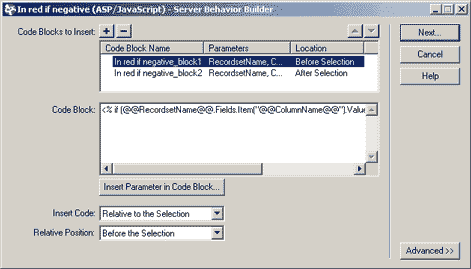 In red if negative (ASP/JavaScript) - Server Behavior Builder
Code Blocks to Insert:
Next...
Code Block Name Parameters Location
Cancel
In red if negative_block1 RecordsetName, C... Before Selection
In red if negative_block2 RecordsetName, C... After Selection
Help
Code Block:
<% if (@@RecordsetName@@.Fields.Item("@@ColumnName@@").Value
Insert Parameter in Code Block...
Insert Code: Relative to the Selection
Relative Position: Before the Selection
Advanced >>